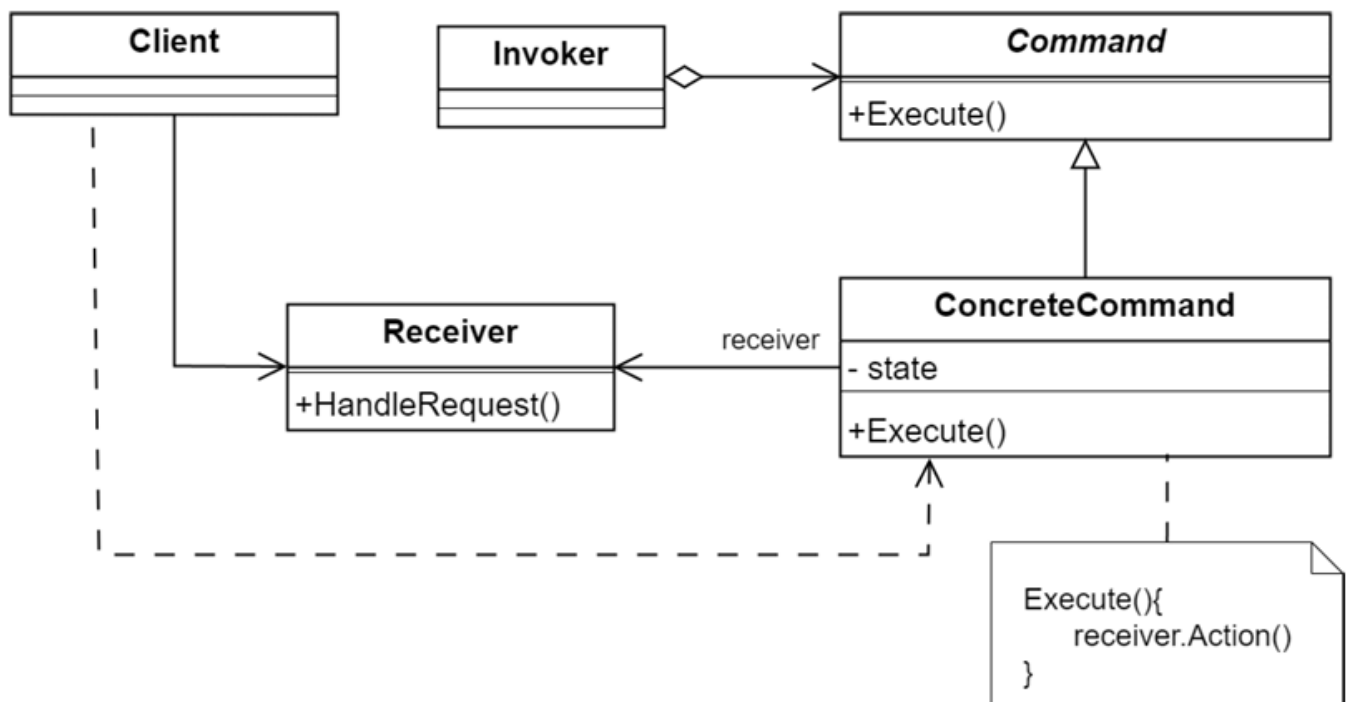 Client
Invoker
Command
+Execute()
Receiver
+HandleRequest()
receiver
ConcreteCommand
- state
+Execute()
Execute(){
receiver.Action()
}